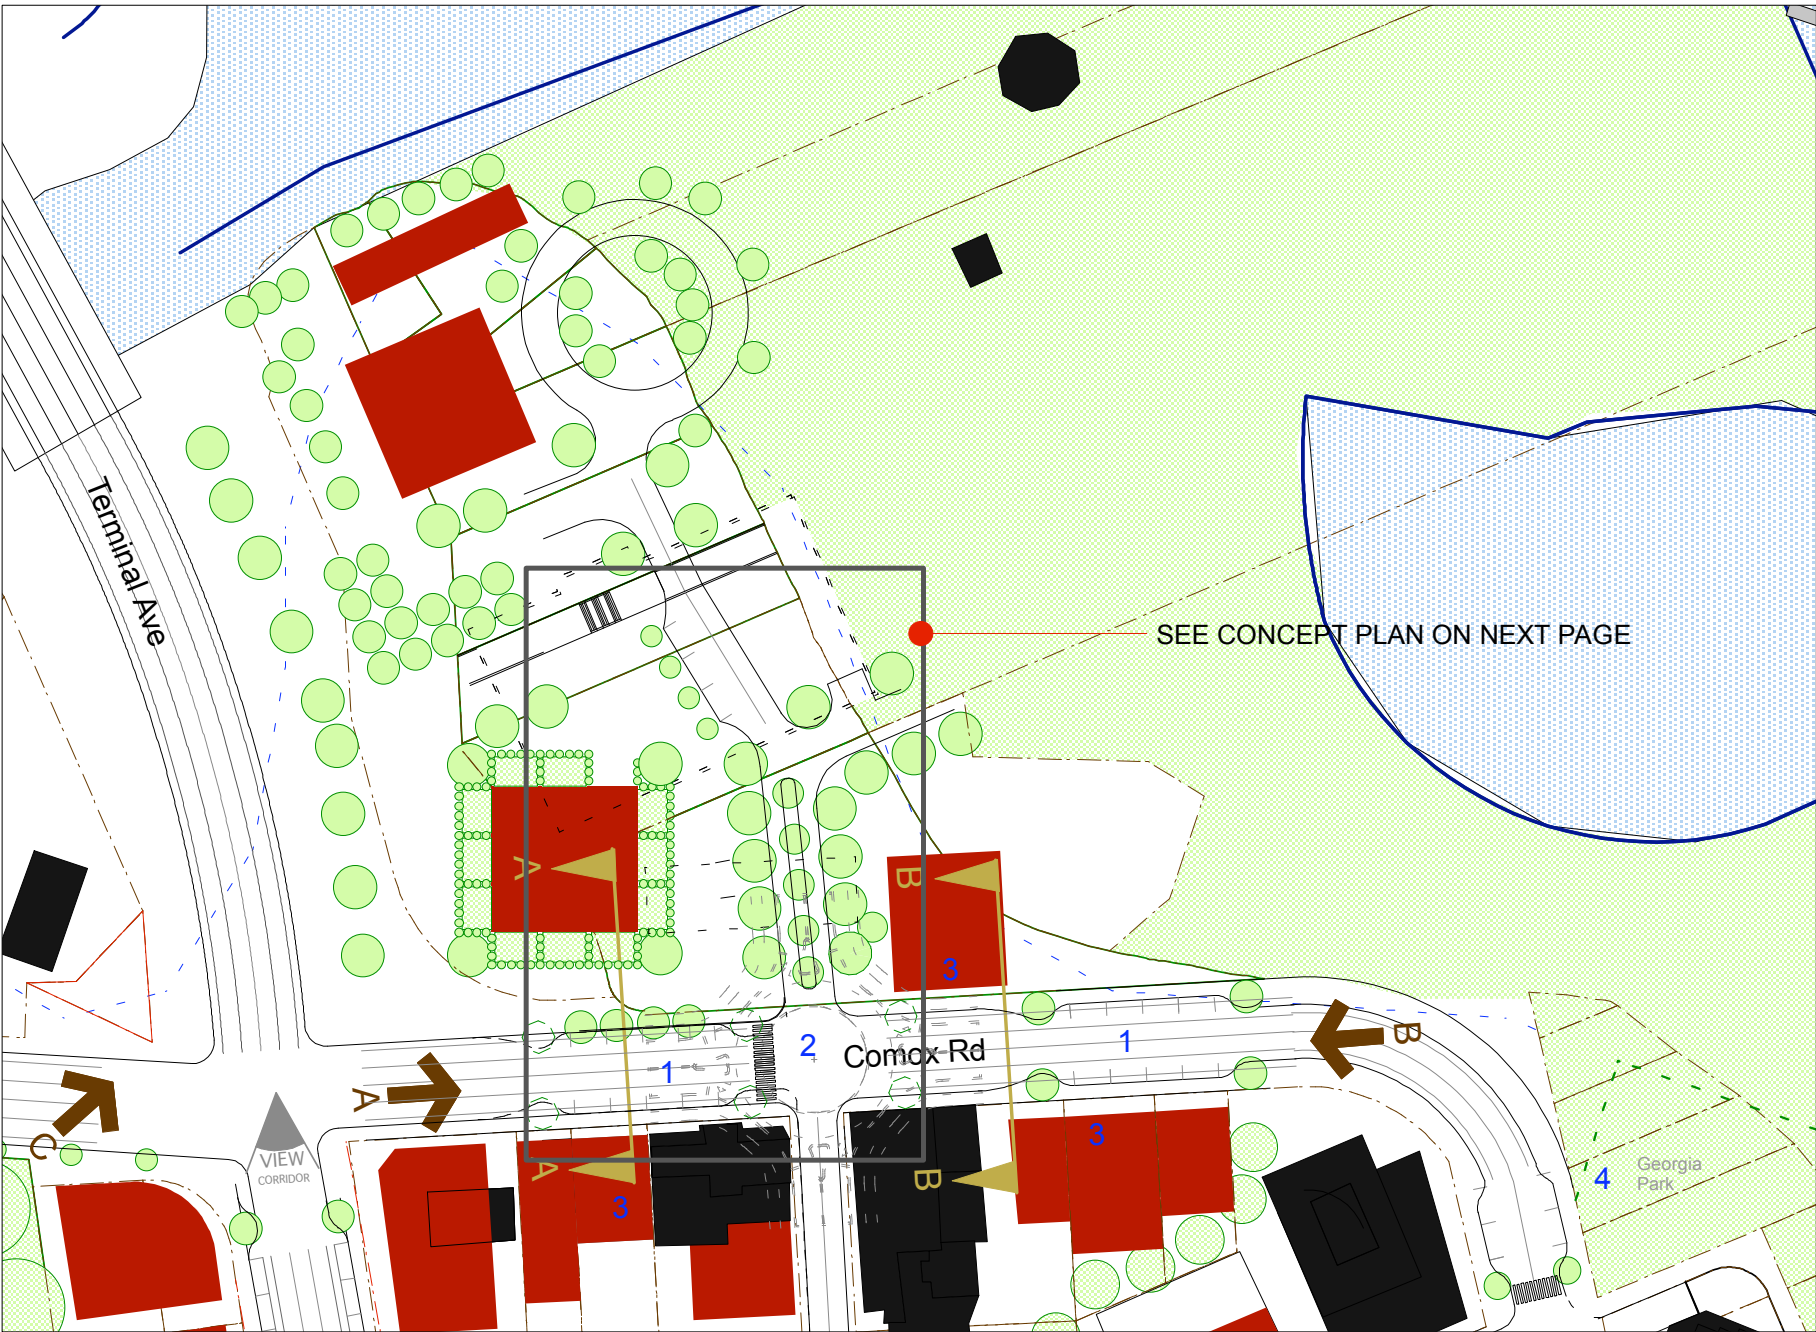 Terminal Ave
SEE CONCEPT PLAN ON NEXT PAGE
A
B
3
2
Comox Rd
1
1
B
A
C
VIEW
CORRIDOR
A
3
B
3
4
Georgia
Park